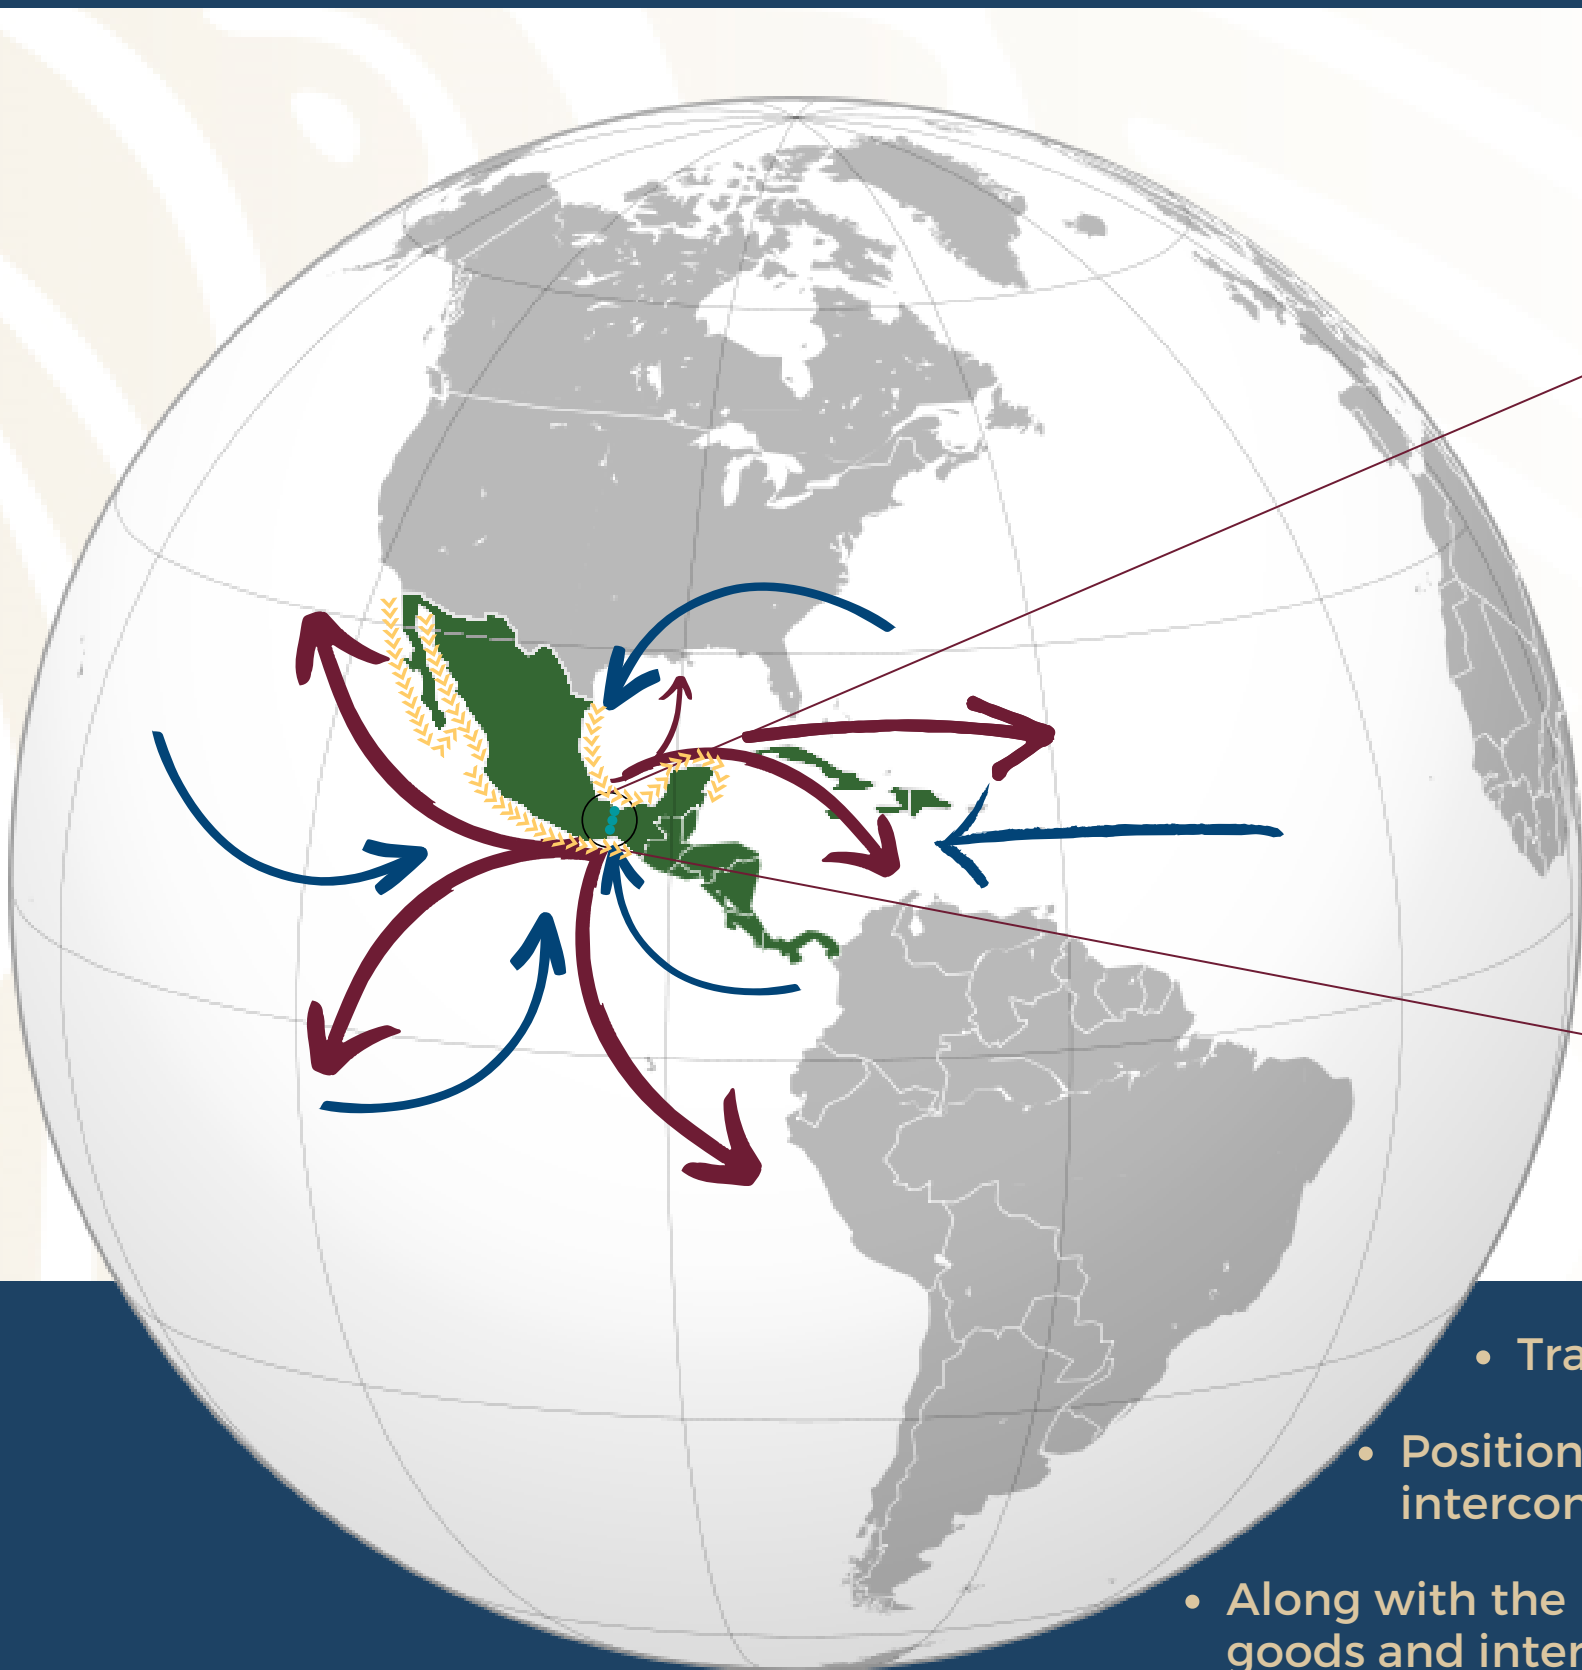 • Tra
• Position
intercon
• Along with the
goods and inter